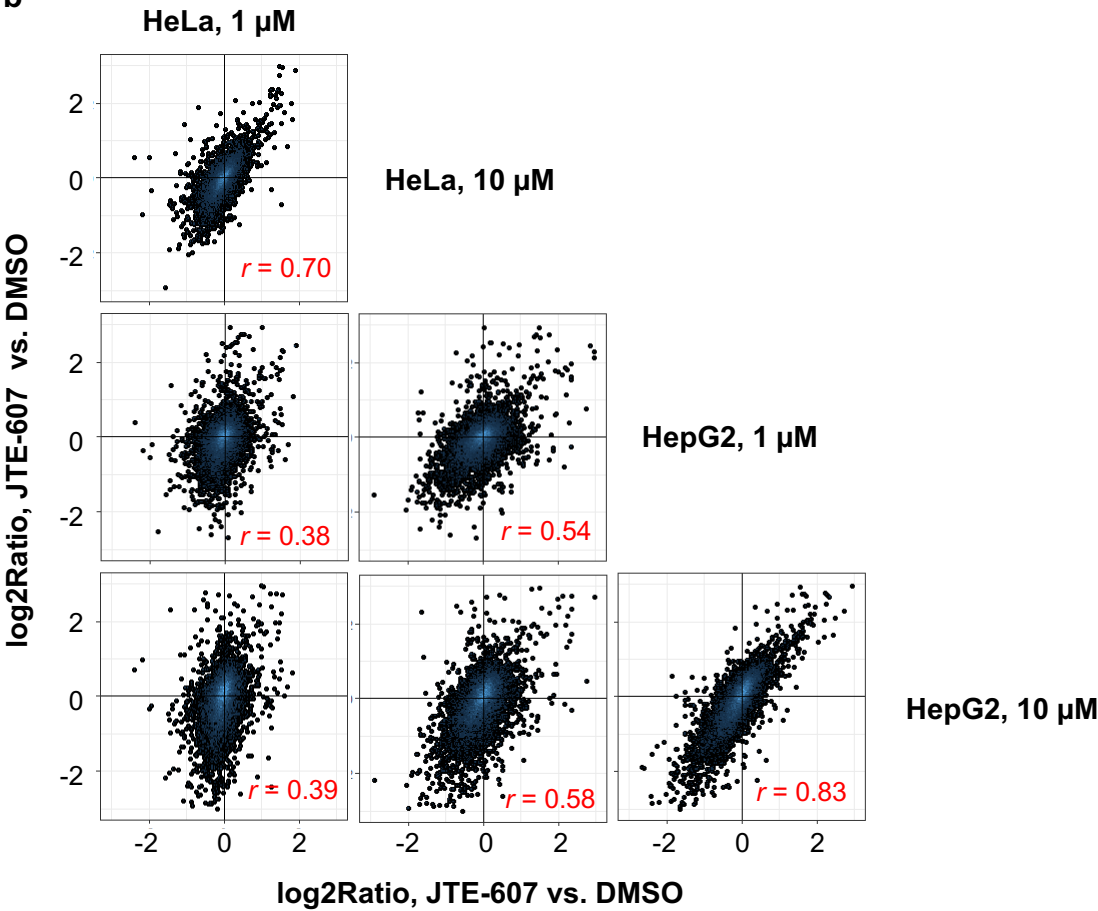 b
HeLa, 1 µM
2
0
-2
r = 0.70
HeLa, 10 µM
log2Ratio, JTE-607 vs. DMSO
2
0
-2
r = 0.38
r = 0.54
HepG2, 1 µM
2
0
-2
r = 0.39
r = 0.58
r = 0.83
HepG2, 10 µM
-2 0 2 -2 0 2 -2 0 2
log2Ratio, JTE-607 vs. DMSO